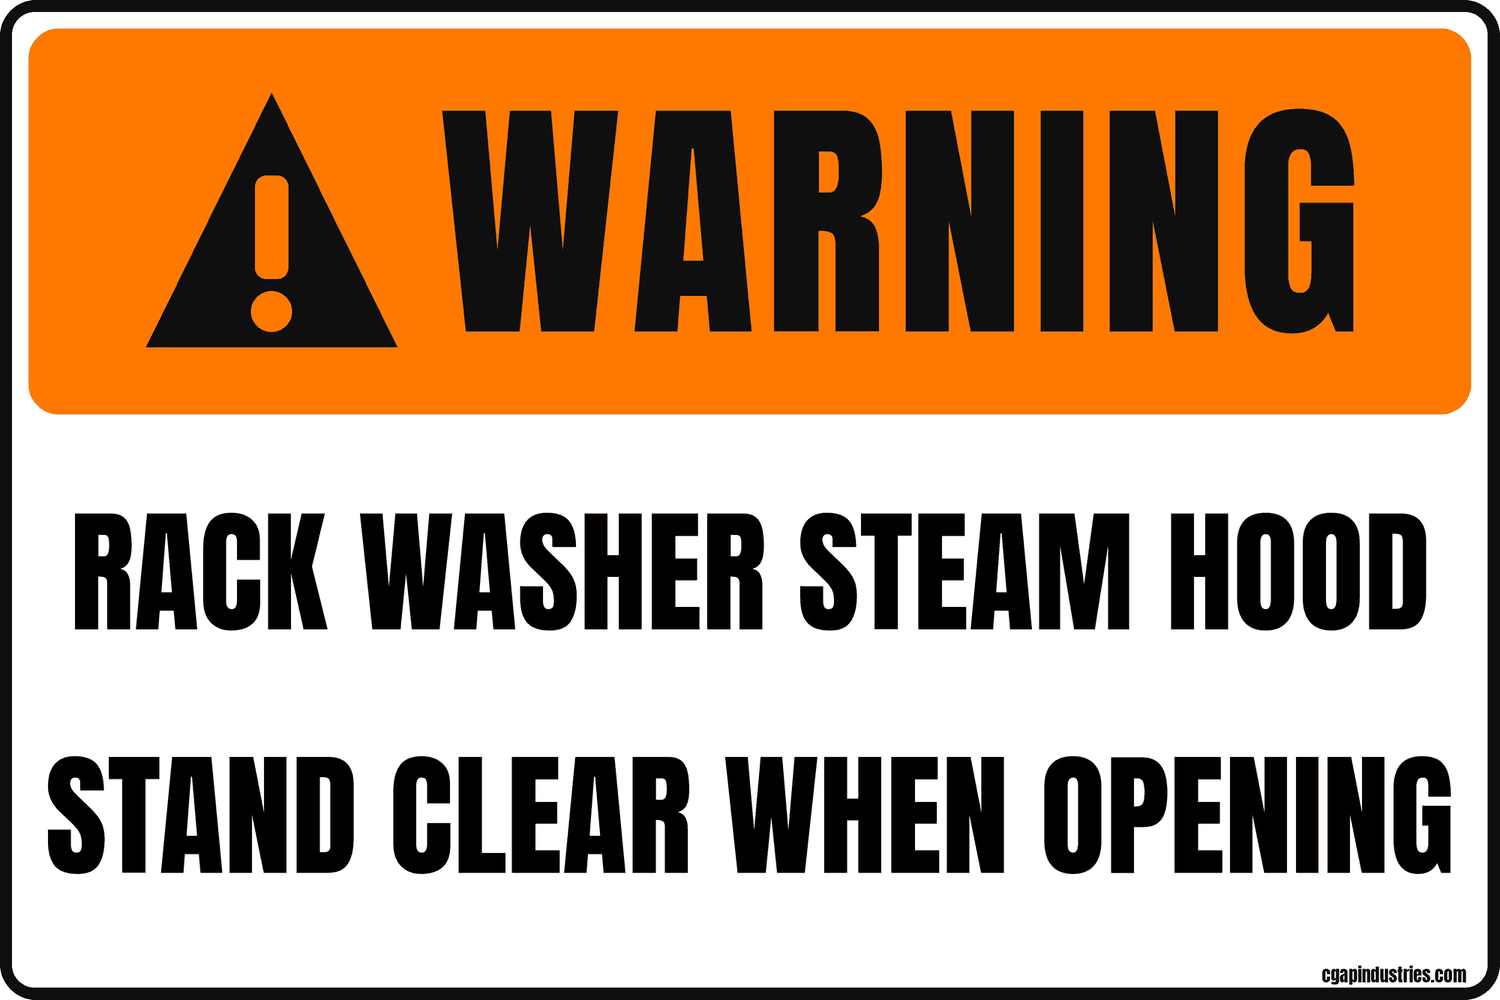 WARNING
RACK WASHER STEAM HOOD
STAND CLEAR WHEN OPENING
cgapindustries.com